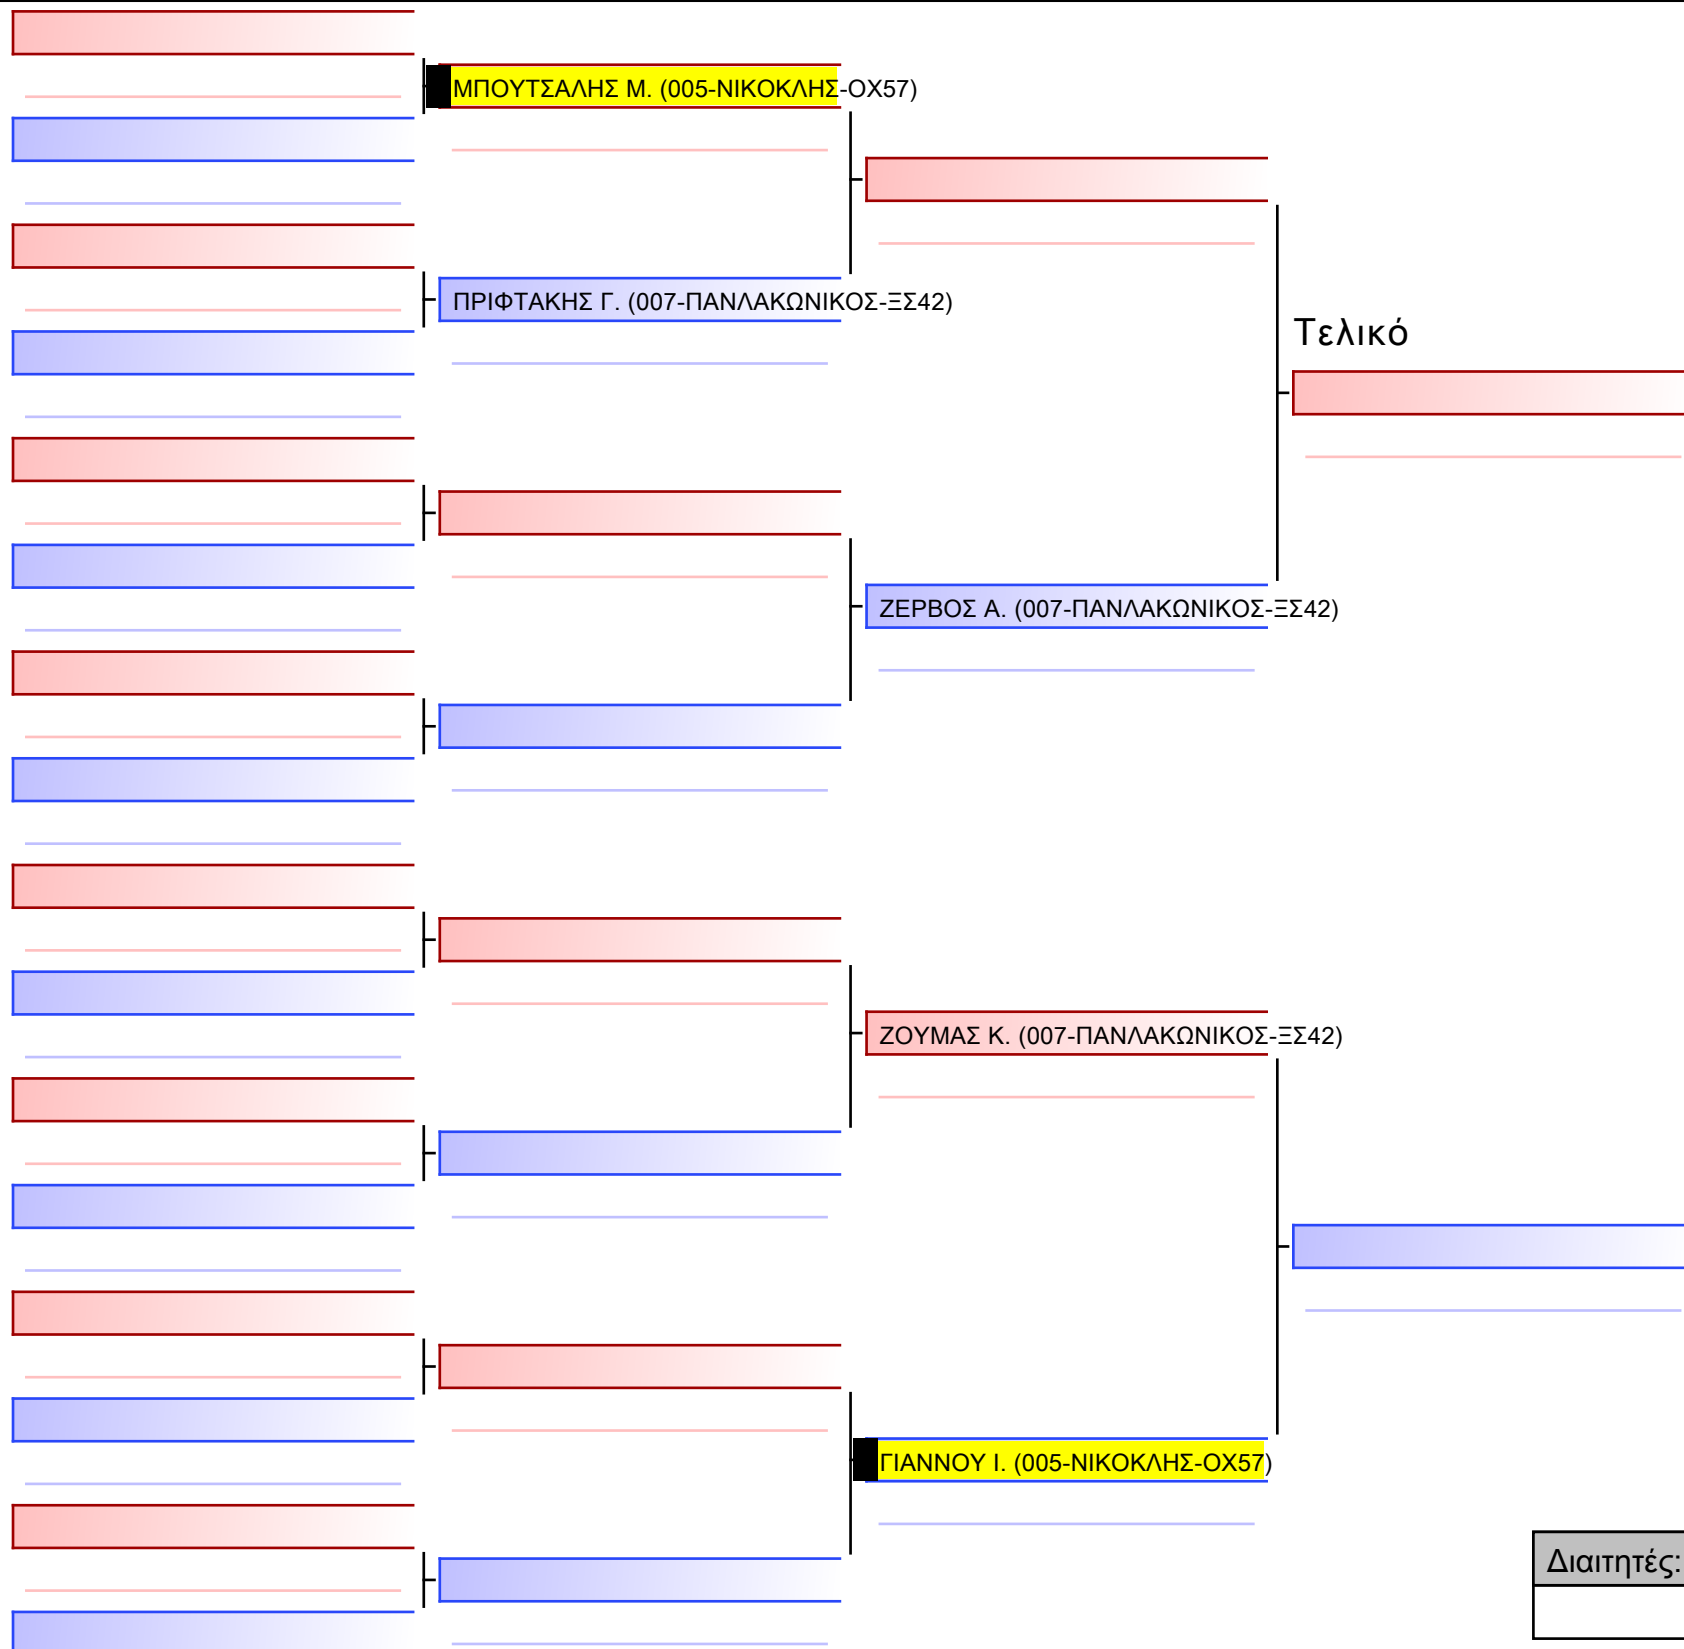 ΜΠΟΥΤΣΑΛΗΣ Μ. (005-ΝΙΚΟΚΛΗΣ-ΟΧ57)
ΠΡΙΦΤΑΚΗΣ Γ. (007-ΠΑΝΛΑΚΩΝΙΚΟΣ-ΞΣ42)
Τελικό
ΖΕΡΒΟΣ Α. (007-ΠΑΝΛΑΚΩΝΙΚΟΣ-ΞΣ42)
ΖΟΥΜΑΣ Κ. (007-ΠΑΝΛΑΚΩΝΙΚΟΣ-ΞΣ42)
ΓΙΑΝΝΟΥ Ι. (005-ΝΙΚΟΚΛΗΣ-ΟΧ57)
Διαιτητές: